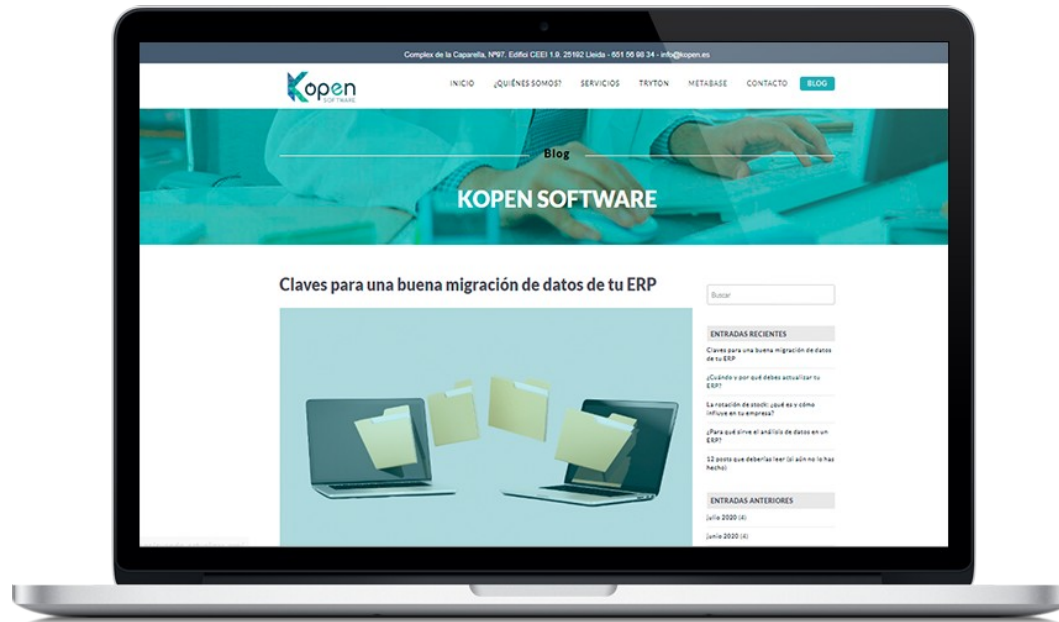 Complex de la Caparella, Nº97. Edifici CEEI 1.9. 25192 Lleida - 651 56 98 34 - info@kopen.es
Kopen
SOFTWARE
INICIO ¿QUIÉNES SOMOS? SERVICIOS TRYTON METABASE CONTACTO BLOG
Blog
KOPEN SOFTWARE
Claves para una buena migración de datos de tu ERP
Buscar
ENTRADAS RECIENTES
Claves para una buena migración de datos
de tu ERP
¿Cuándo y por qué debes actualizar tu
ERP?
La rotación de stock: ¿qué es y cómo
influye en tu empresa?
¿Para qué sirve el análisis de datos en un
ERP?
12 posts que deberías leer (si aún no lo has
hecho)
ENTRADAS ANTERIORES
julio 2020 (4)
junio 2020 (4)